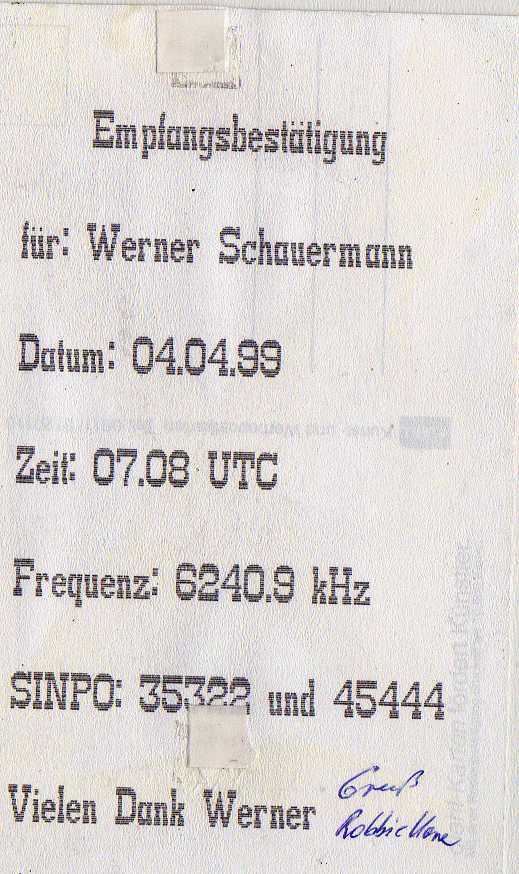 Empfangsbestätigung
für: Werner Schauermann
Datum: 04.04.99
Zeit: 07.08 UTC
Frequenz: 6240.9 kHz
SINPO: 35322 und 45444
Vielen Dank Werner
Gruß